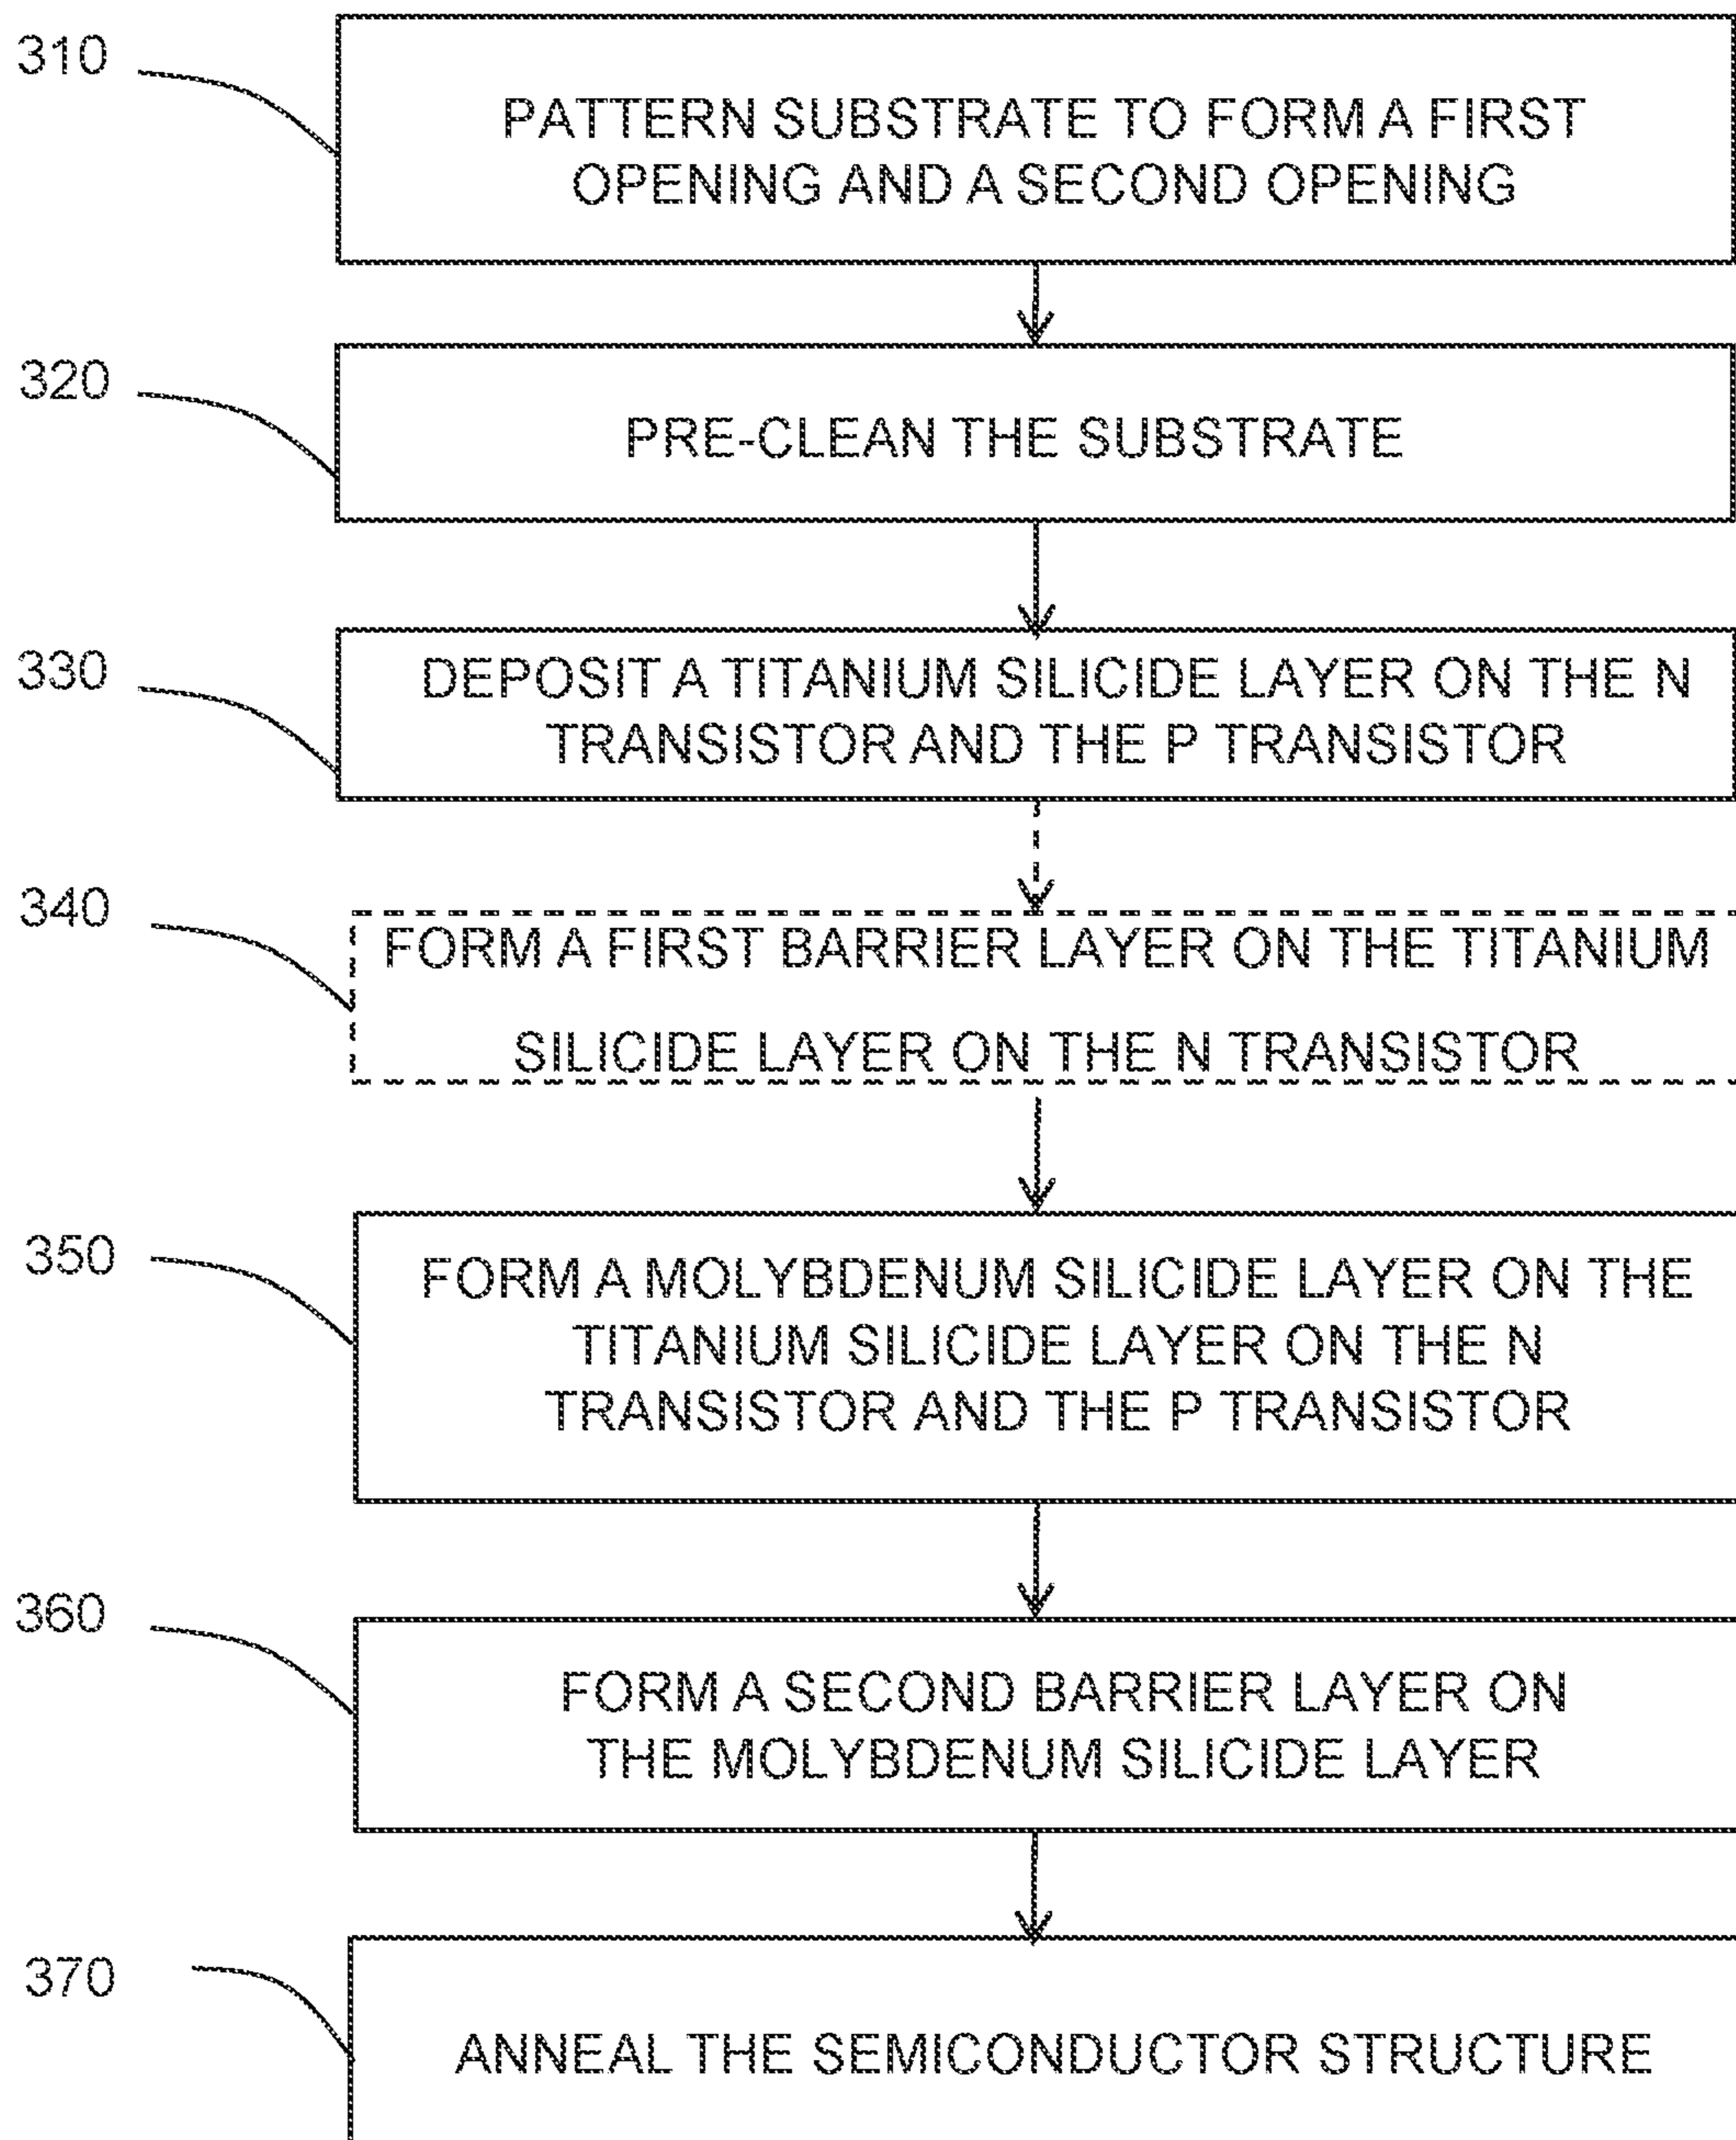 310
PATTERN SUBSTRATE TO FORM A FIRST
OPENING AND A SECOND OPENING
320
PRE-CLEAN THE SUBSTRATE
330
DEPOSIT A TITANIUM SILICIDE LAYER ON THE N
TRANSISTOR AND THE P TRANSISTOR
340
FORM A FIRST BARRIER LAYER ON THE TITANIUM
SILICIDE LAYER ON THE N TRANSISTOR
350
FORM A MOLYBDENUM SILICIDE LAYER ON THE
TITANIUM SILICIDE LAYER ON THE N
TRANSISTOR AND THE P TRANSISTOR
360
FORM A SECOND BARRIER LAYER ON
THE MOLYBDENUM SILICIDE LAYER
370
ANNEAL THE SEMICONDUCTOR STRUCTURE